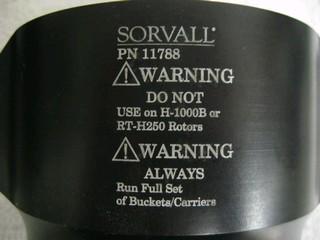 SORVALL®
PN 11788
⚠WARNING
DO NOT
USE on H-1000B or
RT-H250 Rotors
⚠WARNING
ALWAYS
Run Full Set
of Buckets/Carriers